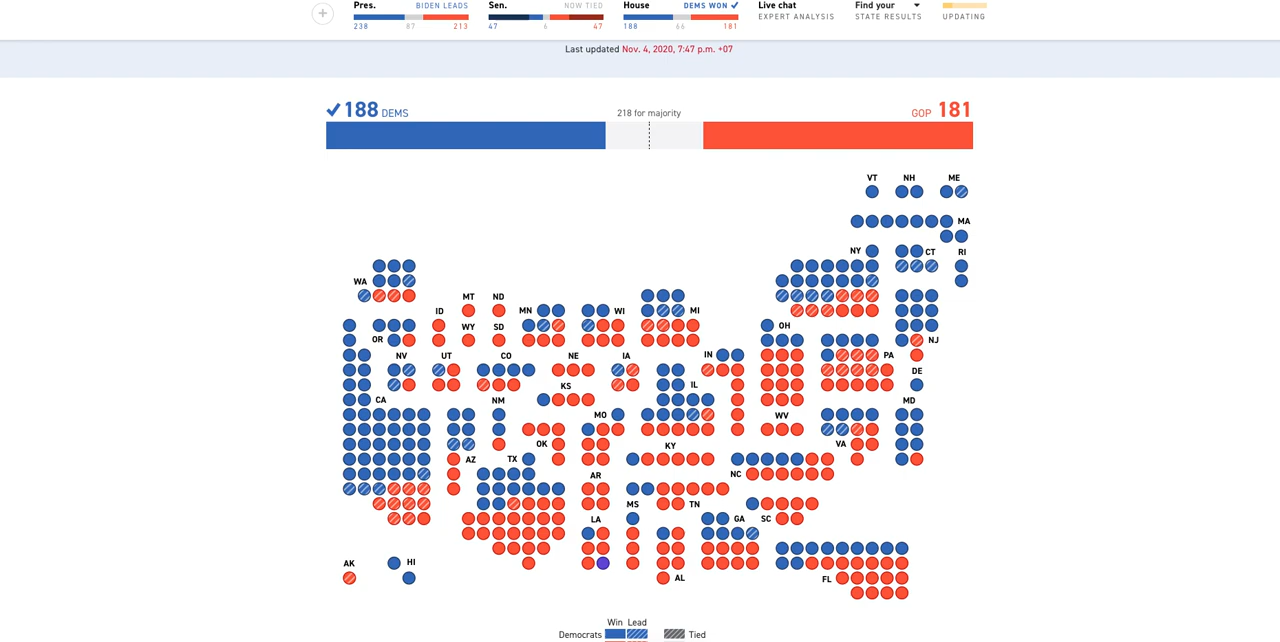 Pres. BIDEN LEADS
238 87 213
Sen. NOW TIED
47 6 47
House DEMS WON ✓
188 66 181
Live chat
EXPERT ANALYSIS
Find your
STATE RESULTS
UPDATING
Last updated Nov. 4, 2020, 7:47 p.m. +07
✓188 DEMS
218 for majority
GOP 181
VT NH ME
MA
NY CT RI
WA
MT ND
ID MN WI MI
WY SD OH
OR NJ
NV UT CO NE IA IN PA
DE
KS IL
CA NM MD
MO WV
OK KY VA
AZ TX
AR NC
MS TN
LA GA SC
AK HI
AL FL
Win Lead
Democrats Tied